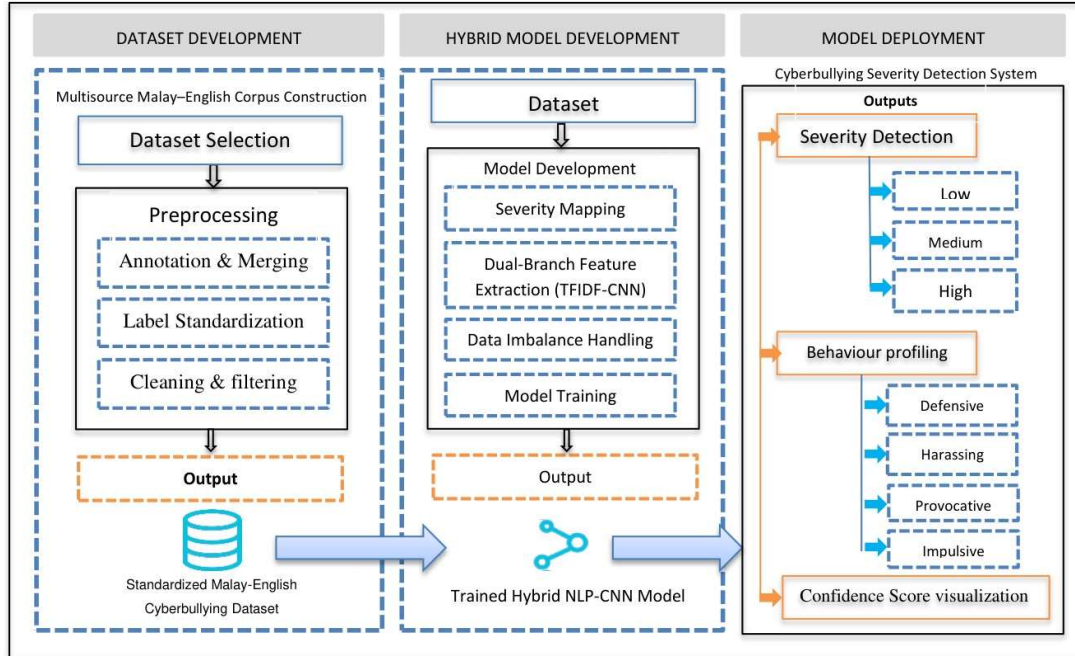 DATASET DEVELOPMENT
Multisource Malay–English Corpus Construction
Dataset Selection
Preprocessing
Annotation & Merging
Label Standardization
Cleaning & filtering
Output
Standardized Malay-English
Cyberbullying Dataset
HYBRID MODEL DEVELOPMENT
Dataset
Model Development
Severity Mapping
Dual-Branch Feature
Extraction (TFIDF-CNN)
Data Imbalance Handling
Model Training
Output
Trained Hybrid NLP-CNN Model
MODEL DEPLOYMENT
Cyberbullying Severity Detection System
Outputs
Severity Detection
Low
Medium
High
Behaviour profiling
Defensive
Harassing
Provocative
Impulsive
Confidence Score visualization